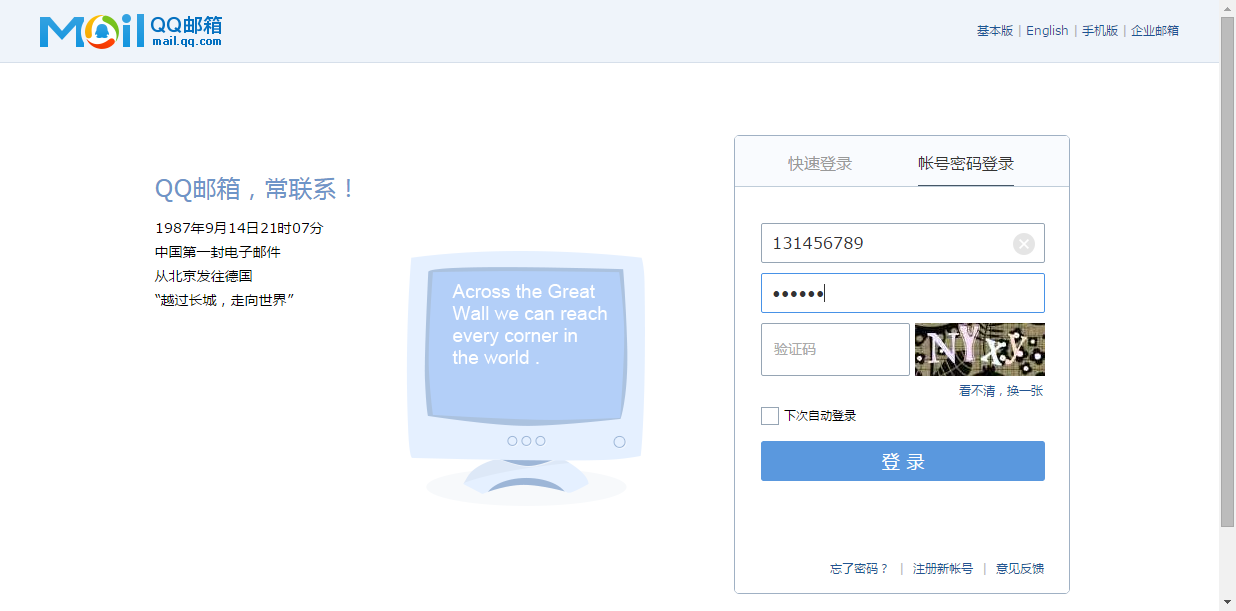 Mail QQ邮箱
mail.qq.com
基本版 | English | 手机版 | 企业邮箱
快速登录 帐号密码登录
QQ邮箱，常联系！
1987年9月14日21时07分
中国第一封电子邮件
从北京发往德国
“越过长城，走向世界”
Across the Great
Wall we can reach
every corner in
the world .
131456789
••••••
验证码 NYxy
看不清，换一张
下次自动登录
登 录
忘了密码？ | 注册新帐号 | 意见反馈